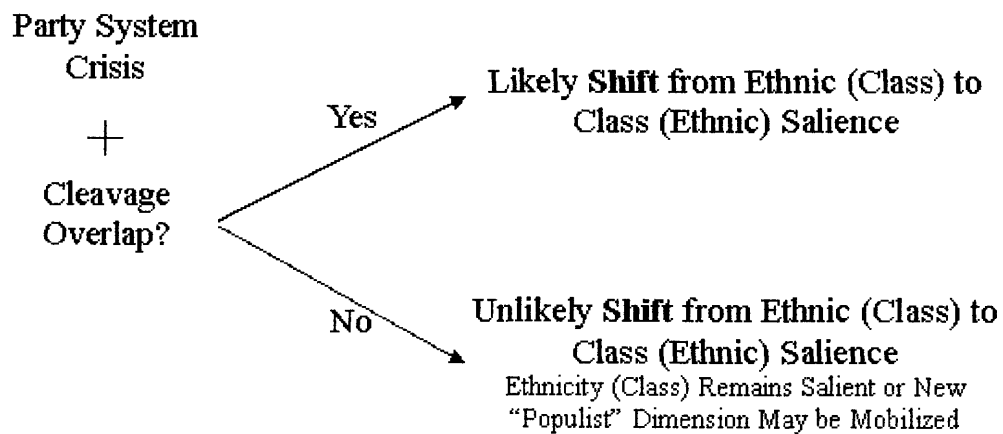 Party System
Crisis
+
Cleavage
Overlap?
Yes
Likely Shift from Ethnic (Class) to
Class (Ethnic) Salience
No
Unlikely Shift from Ethnic (Class) to
Class (Ethnic) Salience
Ethnicity (Class) Remains Salient or New
“Populist” Dimension May be Mobilized